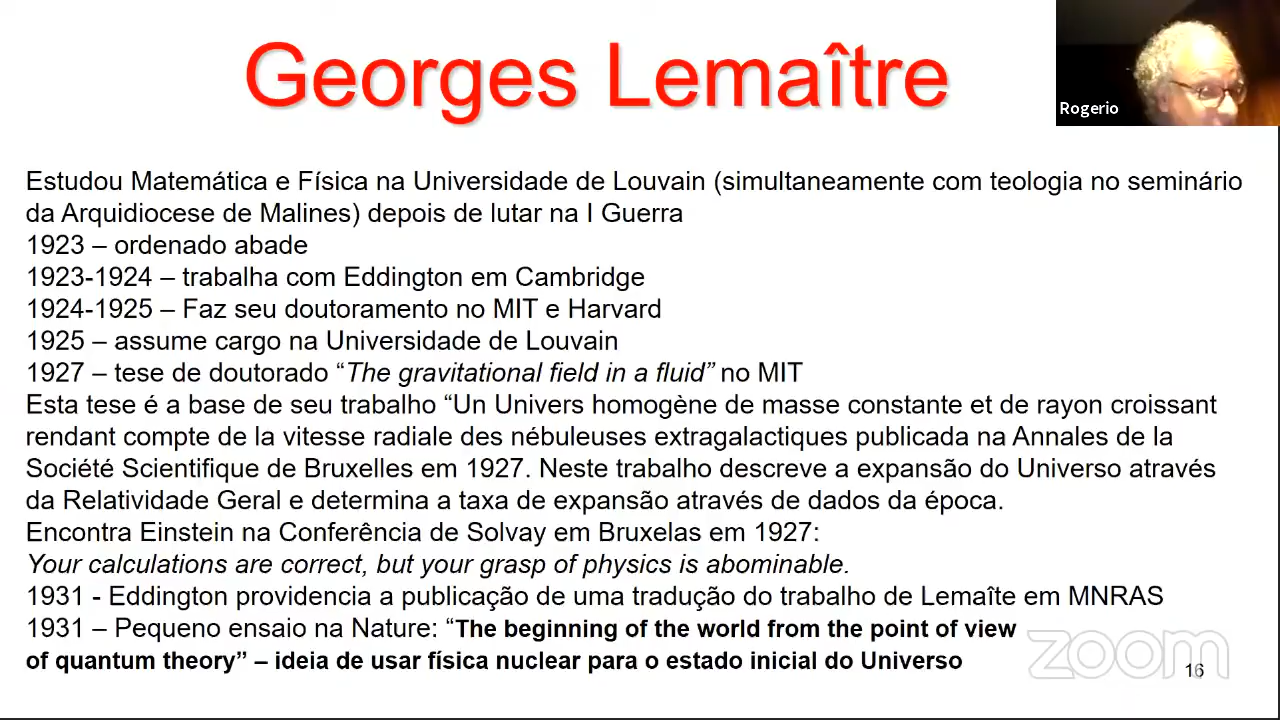 Georges Lemaître
Rogerio
Estudou Matemática e Física na Universidade de Louvain (simultaneamente com teologia no seminário
da Arquidiocese de Malines) depois de lutar na I Guerra
1923 – ordenado abade
1923-1924 – trabalha com Eddington em Cambridge
1924-1925 – Faz seu doutoramento no MIT e Harvard
1925 – assume cargo na Universidade de Louvain
1927 – tese de doutorado “The gravitational field in a fluid” no MIT
Esta tese é a base de seu trabalho “Un Univers homogène de masse constante et de rayon croissant
rendant compte de la vitesse radiale des nébuleuses extragalactiques publicada na Annales de la
Société Scientifique de Bruxelles em 1927. Neste trabalho descreve a expansão do Universo através
da Relatividade Geral e determina a taxa de expansão através de dados da época.
Encontra Einstein na Conferência de Solvay em Bruxelas em 1927:
Your calculations are correct, but your grasp of physics is abominable.
1931 - Eddington providencia a publicação de uma tradução do trabalho de Lemaîte em MNRAS
1931 – Pequeno ensaio na Nature: “The beginning of the world from the point of view
of quantum theory” – ideia de usar física nuclear para o estado inicial do Universo
zoom
16